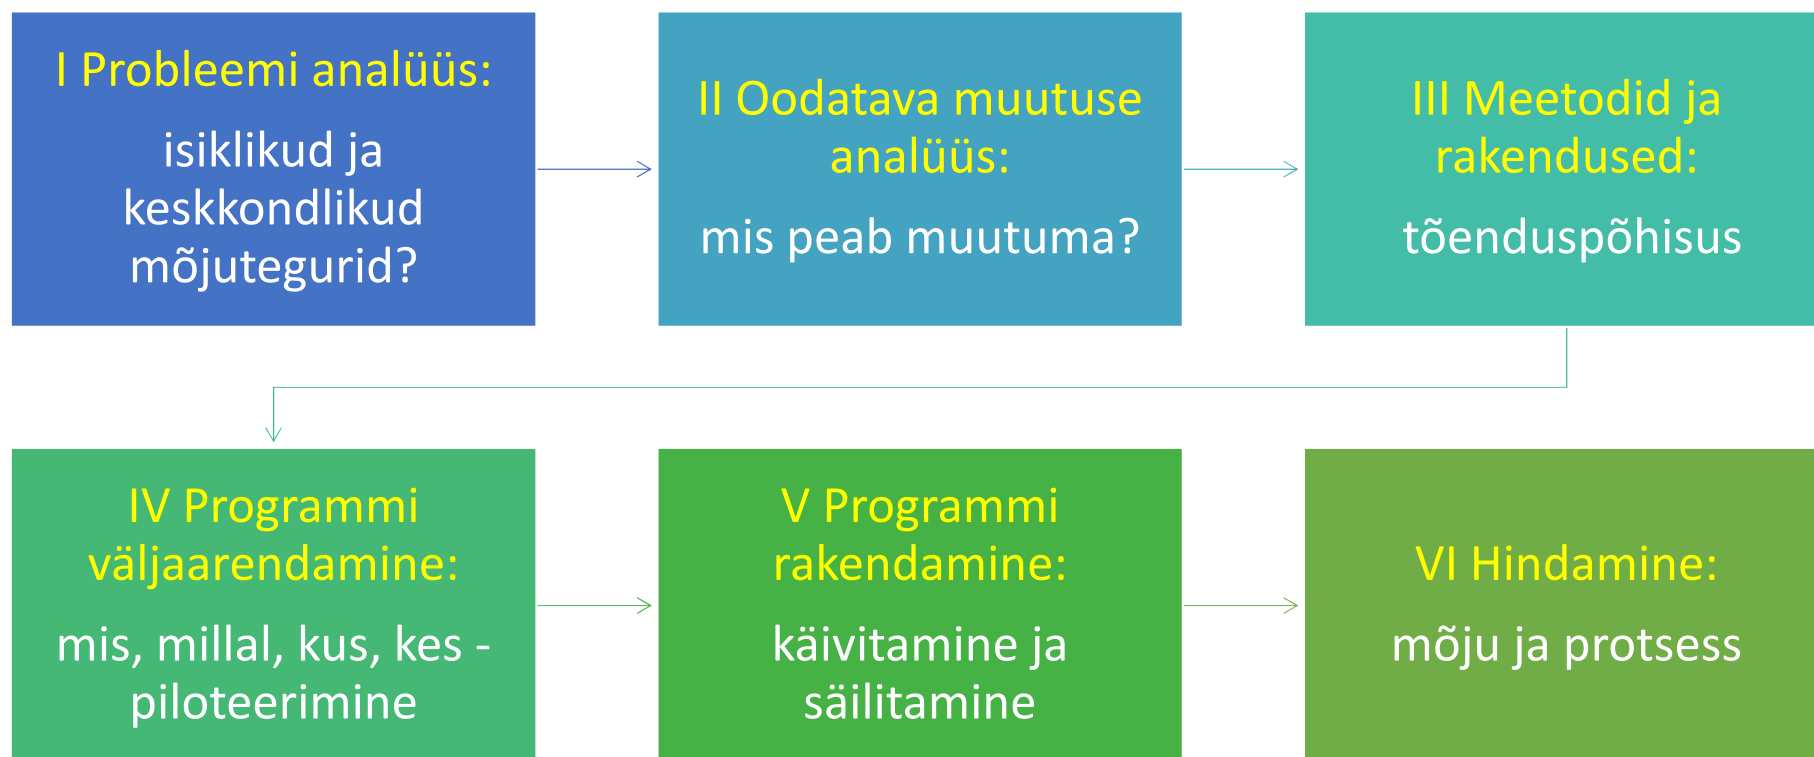 I Probleemi analüüs:
isiklikud ja
keskkondlikud
mõjutegurid?
II Oodatava muutuse
analüüs:
mis peab muutuma?
III Meetodid ja
rakendused:
tõenduspõhisus
IV Programmi
väljaarendamine:
mis, millal, kus, kes -
piloteerimine
V Programmi
rakendamine:
käivitamine ja
säilitamine
VI Hindamine:
mõju ja protsess